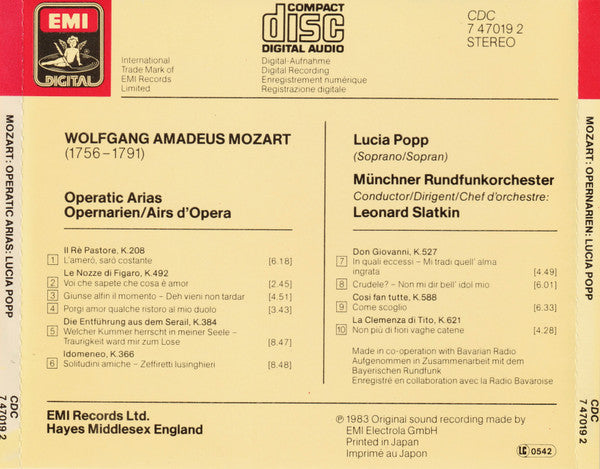 EMI
DIGITAL
International
Trade Mark of
EMI Records
Limited
COMPACT
disc
DIGITAL AUDIO
Digital-Aufnahme
Digital Recording
Enregistrement numérique
Registrazione digitale
CDC
7 47019 2
STEREO
WOLFGANG AMADEUS MOZART
(1756–1791)
Operatic Arias
Opernarien/Airs d'Opera
Il Rè Pastore, K.208
1 L'ameró, saró costante [6.18]
Le Nozze di Figaro, K.492
2 Voi che sapete che cosa è amor [2.45]
3 Giunse alfin il momento – Deh vieni non tardar [4.51]
4 Porgi amor qualche ristoro al mio duolo [3.43]
Die Entführung aus dem Serail, K.384
5 Welcher Kummer herrscht in meiner Seele –
Traurigkeit ward mir zum Lose [8.47]
Idomeneo, K.366
6 Solitudini amiche – Zeffiretti lusinghieri [8.48]
EMI Records Ltd.
Hayes Middlesex England
Lucia Popp
(Soprano/Sopran)
Münchner Rundfunkorchester
Conductor/Dirigent/Chef d'orchestre:
Leonard Slatkin
Don Giovanni, K.527
7 In quali eccessi – Mi tradi quell' alma
ingrata [4.49]
8 Crudele? – Non mi dir bell' idol mio [6.01]
Cosi fan tutte, K.588
9 Come scoglio [6.33]
La Clemenza di Tito, K.621
10 Non più di fiori vaghe catene [4.28]
Made in co-operation with Bavarian Radio
Aufgenommen in Zusammenarbeit mit dem
Bayerischen Rundfunk
Enregistré en collaboration avec la Radio Bavaroise
℗ 1983 Original sound recording made by
EMI Electrola GmbH
Printed in Japan
Imprimé au Japon
LC 0542
MOZART: OPERATIC ARIAS: LUCIA POPP
CDC
7 47019 2
MOZART: OPERNARIEN: LUCIA POPP
CDC
7 47019 2